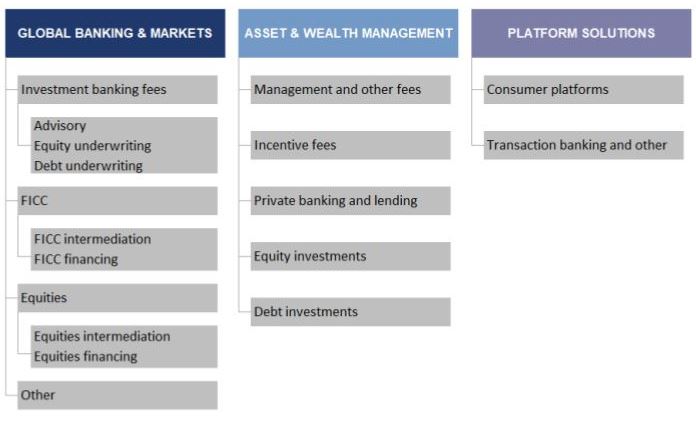 GLOBAL BANKING & MARKETS
Investment banking fees
Advisory
Equity underwriting
Debt underwriting
FICC
FICC intermediation
FICC financing
Equities
Equities intermediation
Equities financing
Other
ASSET & WEALTH MANAGEMENT
Management and other fees
Incentive fees
Private banking and lending
Equity investments
Debt investments
PLATFORM SOLUTIONS
Consumer platforms
Transaction banking and other